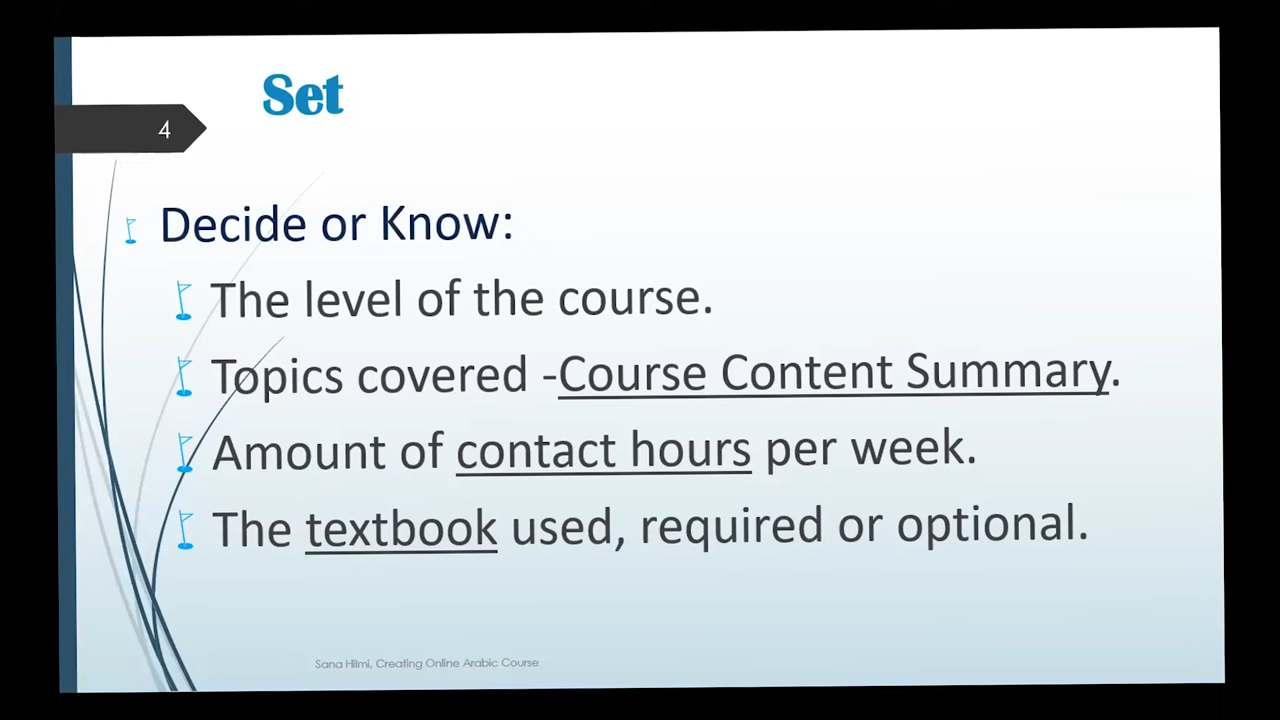 Set
4
Decide or Know:
The level of the course.
Topics covered -Course Content Summary.
Amount of contact hours per week.
The textbook used, required or optional.
Sana Hilmi, Creating Online Arabic Course